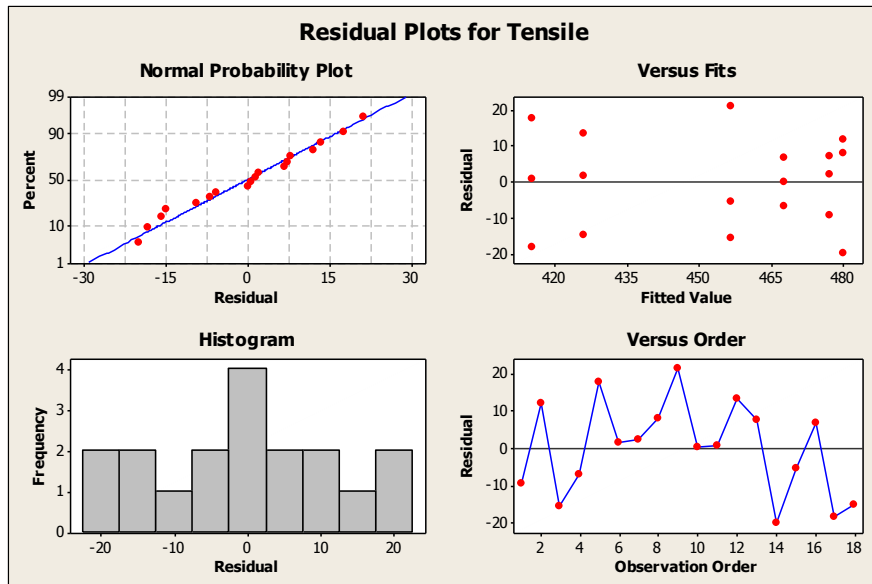 Residual Plots for Tensile
Normal Probability Plot
Percent
99
90
50
10
1
-30 -15 0 15 30
Residual
Versus Fits
Residual
20
10
0
-10
-20
420 435 450 465 480
Fitted Value
Histogram
Frequency
4
3
2
1
0
-20 -10 0 10 20
Residual
Versus Order
Residual
20
10
0
-10
-20
2 4 6 8 10 12 14 16 18
Observation Order